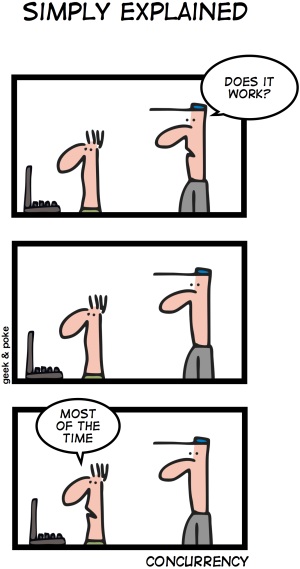 SIMPLY EXPLAINED
DOES IT
WORK?
geek & poke
MOST
OF THE
TIME
CONCURRENCY